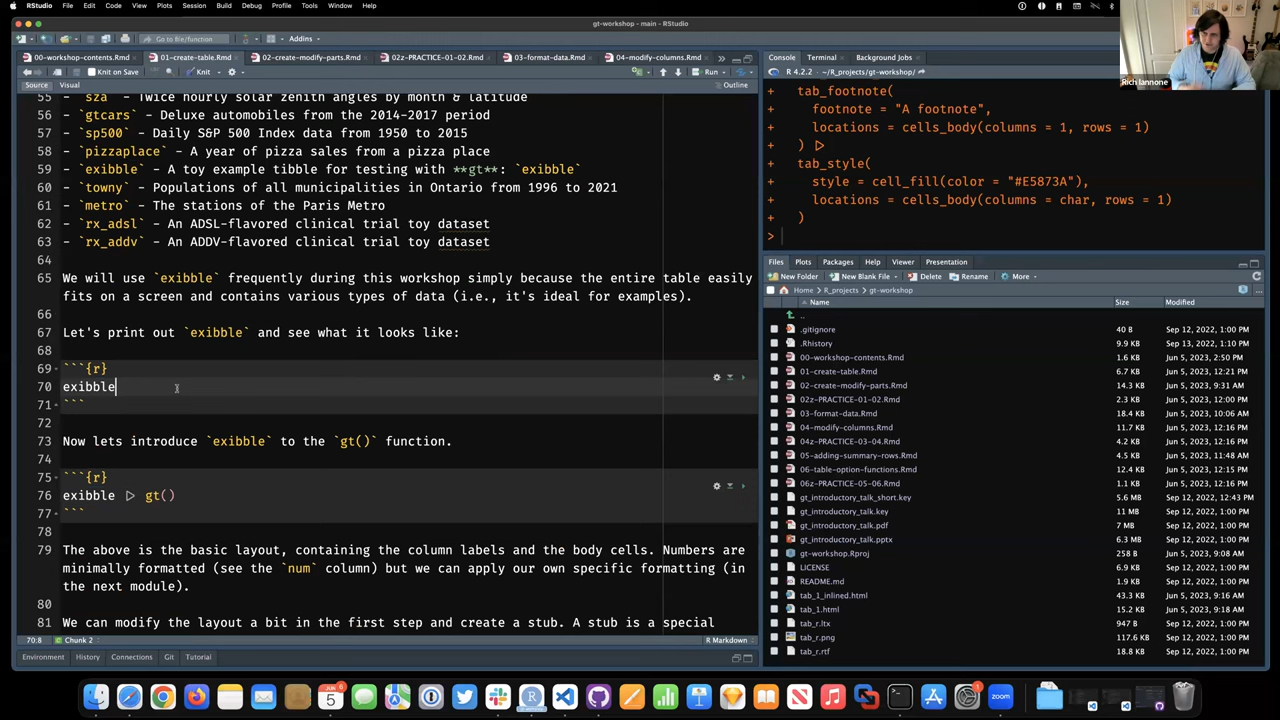 RStudio File Edit Code View Plots Session Build Debug Profile Tools Window Help
gt-workshop - main - RStudio
Go to file/function Addins
00-workshop-contents.Rmd 01-create-table.Rmd 02-create-modify-parts.Rmd 02z-PRACTICE-01-02.Rmd 03-format-data.Rmd 04-modify-columns.Rmd
Knit on Save Knit Run
Source Visual Outline
55 - `sza` - Twice hourly solar zenith angles by month & latitude
56 - `gtcars` - Deluxe automobiles from the 2014-2017 period
57 - `sp500` - Daily S&P 500 Index data from 1950 to 2015
58 - `pizzaplace` - A year of pizza sales from a pizza place
59 - `exibble` - A toy example tibble for testing with **gt**: `exibble`
60 - `towny` - Populations of all municipalities in Ontario from 1996 to 2021
61 - `metro` - The stations of the Paris Metro
62 - `rx_adsl` - An ADSL-flavored clinical trial toy dataset
63 - `rx_addv` - An ADDV-flavored clinical trial toy dataset
64
65 We will use `exibble` frequently during this workshop simply because the entire table easily
fits on a screen and contains various types of data (i.e., it's ideal for examples).
66
67 Let's print out `exibble` and see what it looks like:
68
69 ```{r}
70 exibble
71 ```
72
73 Now lets introduce `exibble` to the `gt()` function.
74
75 ```{r}
76 exibble |> gt()
77 ```
78
79 The above is the basic layout, containing the column labels and the body cells. Numbers are
minimally formatted (see the `num` column) but we can apply our own specific formatting (in
the next module).
80
81 We can modify the layout a bit in the first step and create a stub. A stub is a special
70:8 Chunk 2 R Markdown
Environment History Connections Git Tutorial
Console Terminal Background Jobs
R 4.2.2 · ~/R_projects/gt-workshop/
+ tab_footnote(
+ footnote = "A footnote",
+ locations = cells_body(columns = 1, rows = 1)
+ ) |>
+ tab_style(
+ style = cell_fill(color = "#E5873A"),
+ locations = cells_body(columns = char, rows = 1)
+ )
>
Rich Iannone
Files Plots Packages Help Viewer Presentation
New Folder New Blank File Delete Rename More
Home R_projects gt-workshop
Name Size Modified
..
.gitignore 40 B Sep 12, 2022, 1:00 PM
.Rhistory 9.9 KB Sep 13, 2022, 1:10 PM
00-workshop-contents.Rmd 1.6 KB Jun 5, 2023, 2:50 PM
01-create-table.Rmd 6.7 KB Jun 5, 2023, 12:21 PM
02-create-modify-parts.Rmd 14.3 KB Jun 5, 2023, 9:31 AM
02z-PRACTICE-01-02.Rmd 2.3 KB Jun 5, 2023, 12:00 PM
03-format-data.Rmd 18.4 KB Jun 5, 2023, 10:06 AM
04-modify-columns.Rmd 11.7 KB Jun 5, 2023, 12:16 PM
04z-PRACTICE-03-04.Rmd 4.2 KB Jun 5, 2023, 12:16 PM
05-adding-summary-rows.Rmd 4.5 KB Jun 5, 2023, 11:48 AM
06-table-option-functions.Rmd 12.4 KB Jun 5, 2023, 12:15 PM
06z-PRACTICE-05-06.Rmd 1.1 KB Jun 5, 2023, 12:16 PM
gt_introductory_talk_short.key 5.6 MB Sep 12, 2022, 12:43 PM
gt_introductory_talk.key 11 MB Sep 12, 2022, 1:00 PM
gt_introductory_talk.pdf 7 MB Sep 12, 2022, 1:00 PM
gt_introductory_talk.pptx 6.3 MB Sep 12, 2022, 1:00 PM
gt-workshop.Rproj 258 B Jun 5, 2023, 9:08 AM
LICENSE 6.9 KB Sep 12, 2022, 1:00 PM
README.md 1.9 KB Sep 12, 2022, 1:00 PM
tab_1_inlined.html 43.3 KB Jun 5, 2023, 9:16 AM
tab_1.html 15.2 KB Jun 5, 2023, 9:18 AM
tab_r.ltx 947 B Sep 12, 2022, 1:00 PM
tab_r.png 117.6 KB Sep 12, 2022, 1:00 PM
tab_r.rtf 18.8 KB Sep 12, 2022, 1:00 PM
JUN 5
zoom